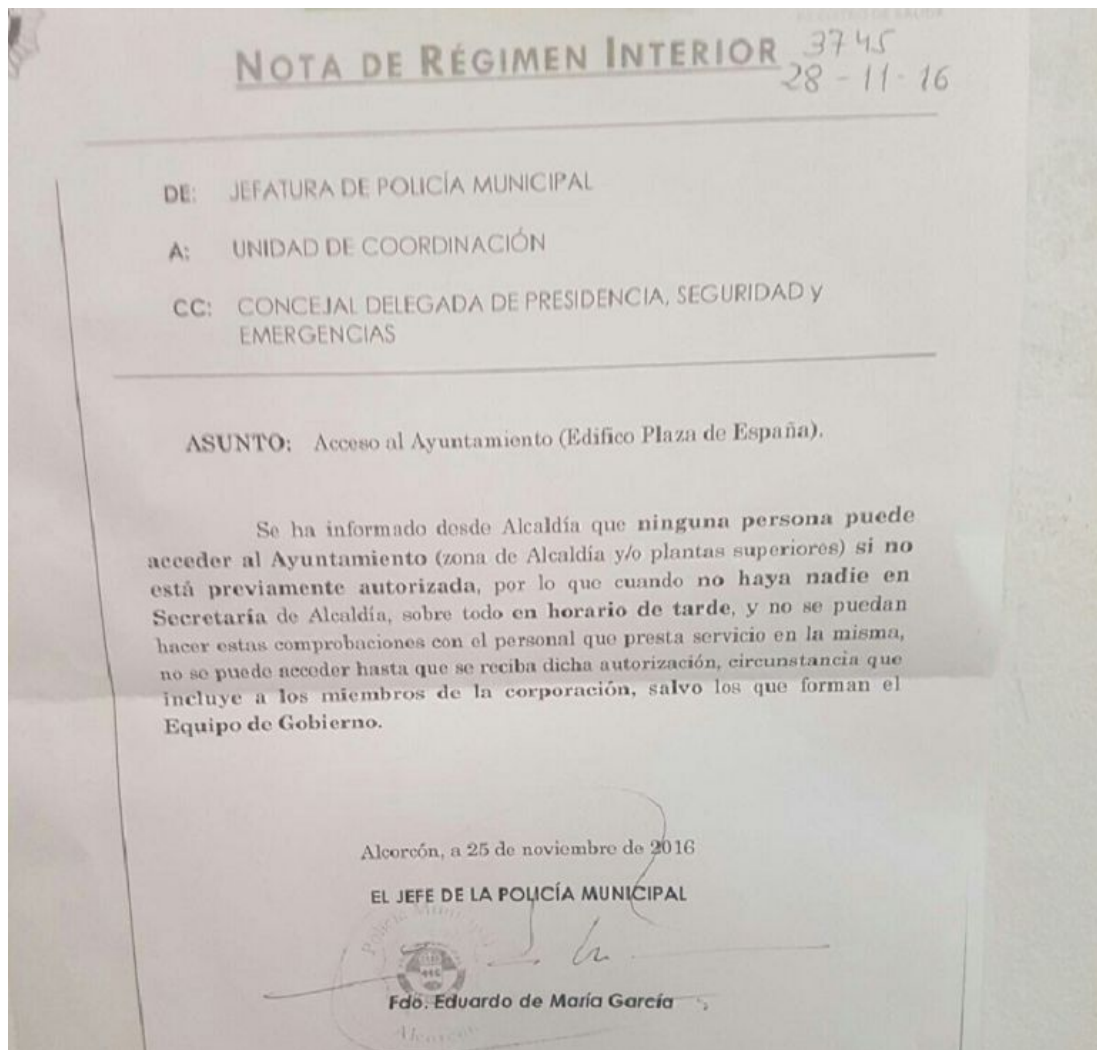 NOTA DE RÉGIMEN INTERIOR 3745
28-11-16
DE: JEFATURA DE POLICÍA MUNICIPAL
A: UNIDAD DE COORDINACIÓN
CC: CONCEJAL DELEGADA DE PRESIDENCIA, SEGURIDAD y
EMERGENCIAS
ASUNTO: Acceso al Ayuntamiento (Edifico Plaza de España).
Se ha informado desde Alcaldía que ninguna persona puede
acceder al Ayuntamiento (zona de Alcaldía y/o plantas superiores) si no
está previamente autorizada, por lo que cuando no haya nadie en
Secretaría de Alcaldía, sobre todo en horario de tarde, y no se puedan
hacer estas comprobaciones con el personal que presta servicio en la misma,
no se puede acceder hasta que se reciba dicha autorización, circunstancia que
incluye a los miembros de la corporación, salvo los que forman el
Equipo de Gobierno.
Alcorcón, a 25 de noviembre de 2016
EL JEFE DE LA POLICÍA MUNICIPAL
Policía Municipal
Fdo. Eduardo de María García
Alcorcón